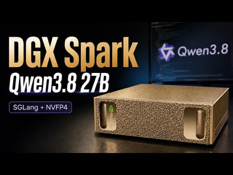 DGX Spark
Qwen3.8
Qwen3.8 27B
SGLang + NVFP4